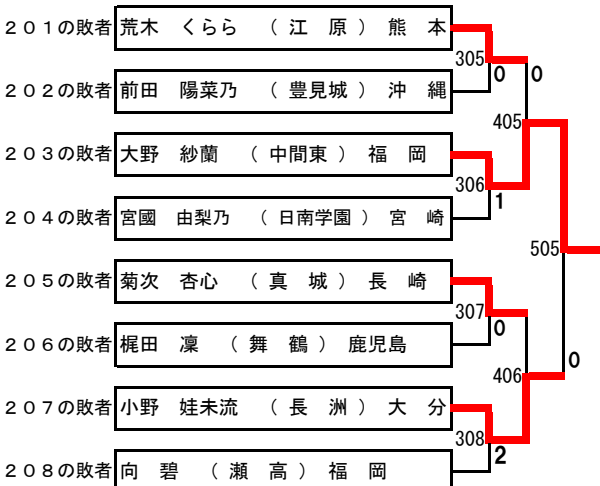 201の敗者 荒木　くらら　（ 江　原 ）　熊　本
305
0 0
202の敗者 前田　陽菜乃　（ 豊見城 ）　沖　縄
405
203の敗者 大野　紗蘭　（ 中間東 ）　福　岡
306
1
204の敗者 宮國　由梨乃　（ 日南学園 ）　宮　崎
505
205の敗者 菊次　杏心　（ 真　城 ）　長　崎
307
0
206の敗者 梶田　凜　（ 舞　鶴 ）　鹿児島
0
406
207の敗者 小野　娃未流　（ 長　洲 ）　大　分
308
2
208の敗者 向　碧　（ 瀬　高 ）　福　岡